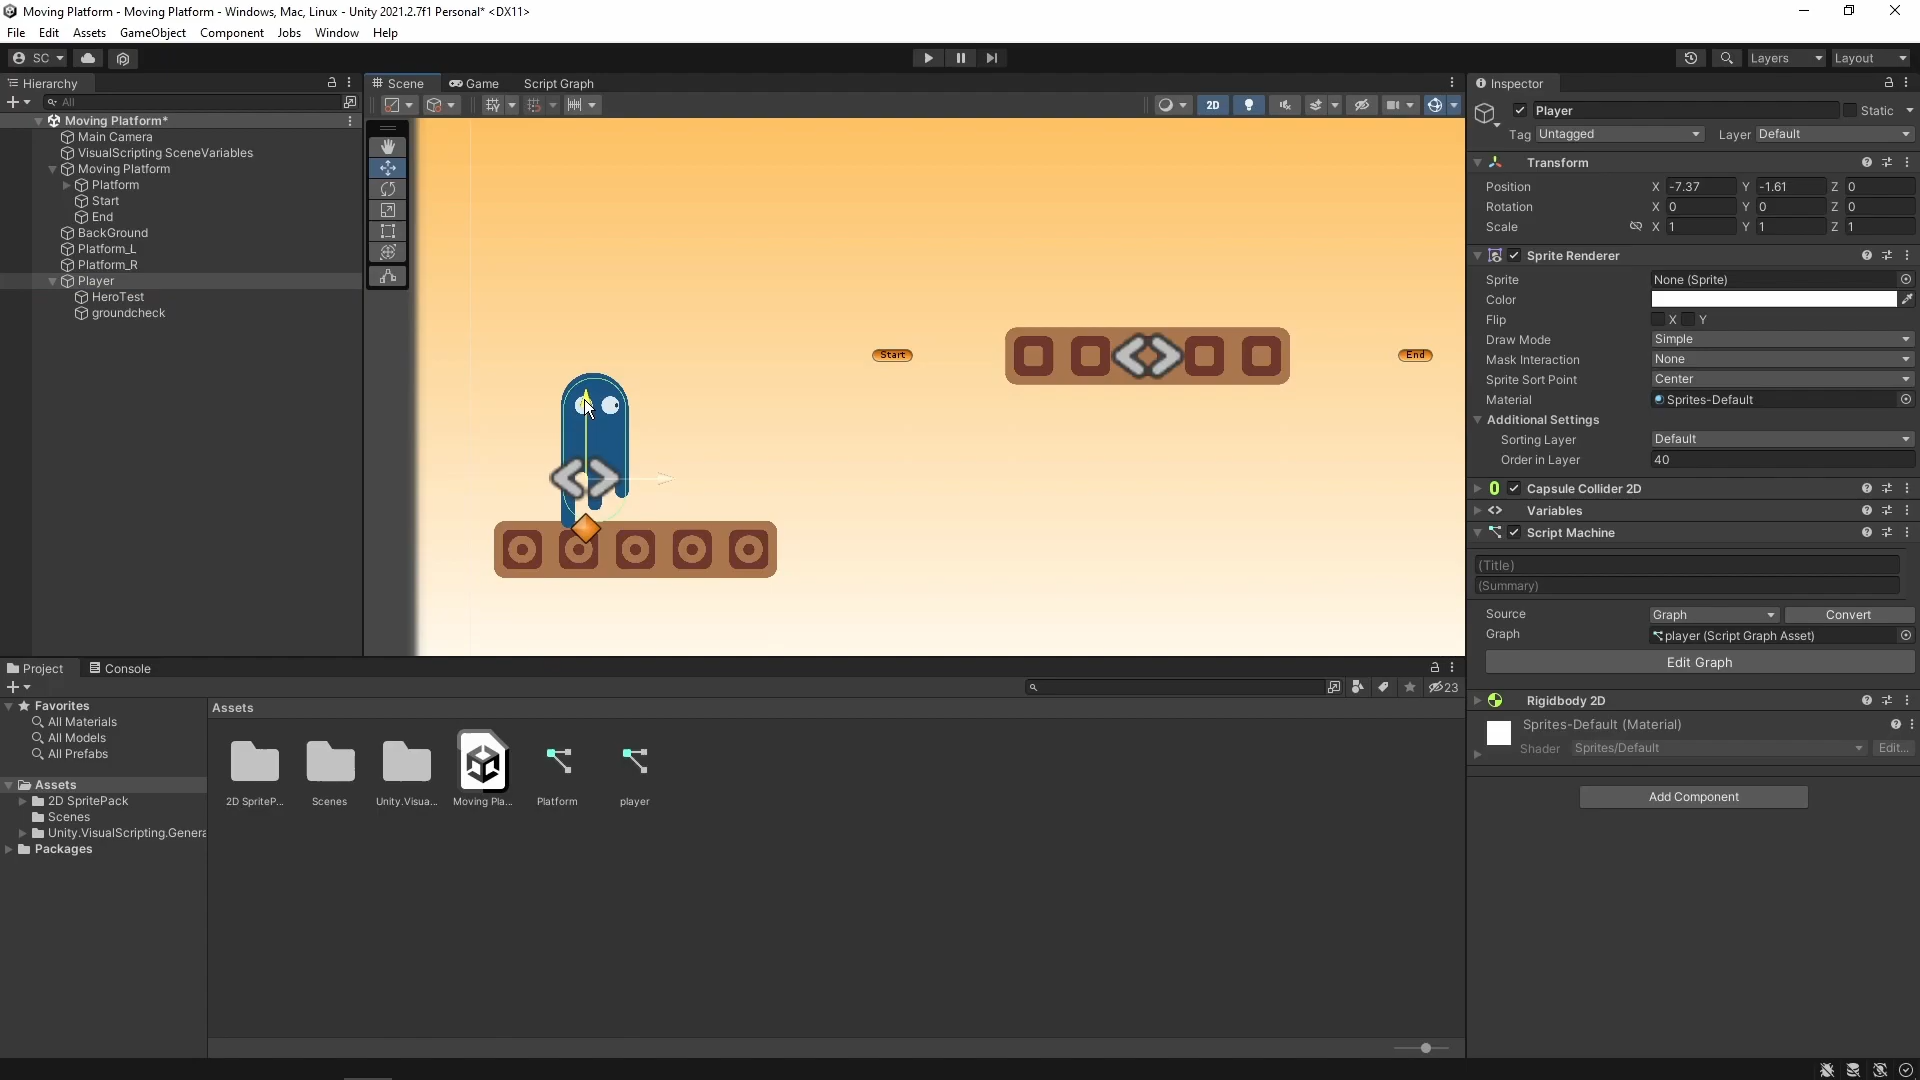 Moving Platform - Moving Platform - Windows, Mac, Linux - Unity 2021.2.7f1 Personal* <DX11>
File Edit Assets GameObject Component Jobs Window Help
SC Layers Layout
Hierarchy
All
Moving Platform*
Main Camera
VisualScripting SceneVariables
Moving Platform
Platform
Start
End
BackGround
Platform_L
Platform_R
Player
HeroTest
groundcheck
Scene Game Script Graph
2D
Start
End
Inspector
Player Static
Tag Untagged Layer Default
Transform
Position X -7.37 Y -1.61 Z 0
Rotation X 0 Y 0 Z 0
Scale X 1 Y 1 Z 1
Sprite Renderer
Sprite None (Sprite)
Color
Flip X Y
Draw Mode Simple
Mask Interaction None
Sprite Sort Point Center
Material Sprites-Default
Additional Settings
Sorting Layer Default
Order in Layer 40
Capsule Collider 2D
Variables
Script Machine
(Title)
(Summary)
Source Graph Convert
Graph player (Script Graph Asset)
Edit Graph
Rigidbody 2D
Sprites-Default (Material)
Shader Sprites/Default Edit...
Add Component
Project Console
23
Favorites
All Materials
All Models
All Prefabs
Assets
2D SpritePack
Scenes
Unity.VisualScripting.Genera
Packages
Assets
2D SpriteP... Scenes Unity.Visua... Moving Pla... Platform player